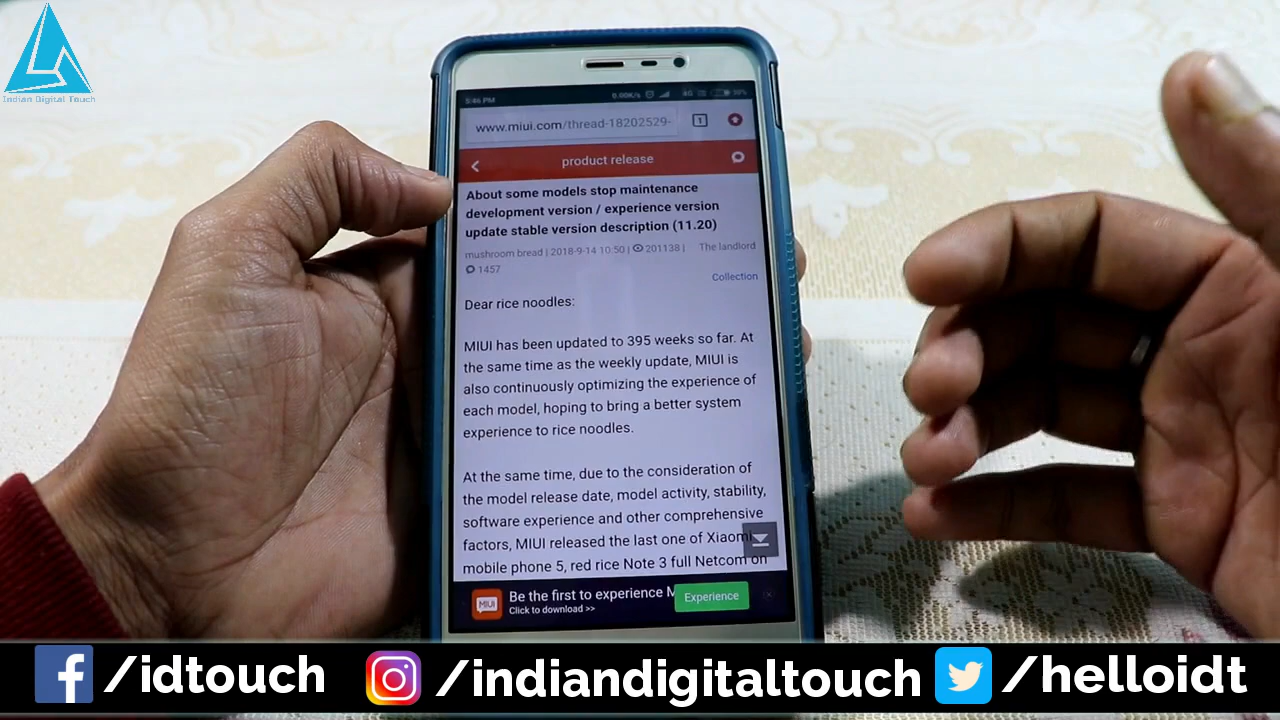 Indian Digital Touch
5:46 PM
0.00K/s
4G
www.miui.com/thread-18202529-
1
product release
About some models stop maintenance
development version / experience version
update stable version description (11.20)
mushroom bread | 2018-9-14 10:50 | 201138 | The landlord
1457
Collection
Dear rice noodles:
MIUI has been updated to 395 weeks so far. At
the same time as the weekly update, MIUI is
also continuously optimizing the experience of
each model, hoping to bring a better system
experience to rice noodles.
At the same time, due to the consideration of
the model release date, model activity, stability,
software experience and other comprehensive
factors, MIUI released the last one of Xiaomi
mobile phone 5, red rice Note 3 full Netcom on
MIUI
Be the first to experience M
Experience
Click to download >>
/idtouch
/indiandigitaltouch
/helloidt